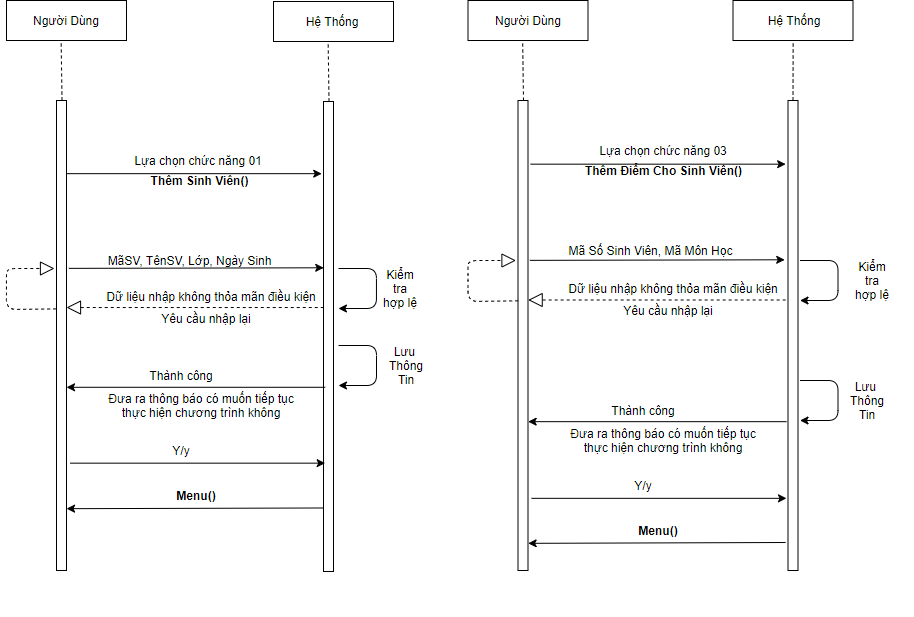 Người Dùng
Hệ Thống
Lựa chọn chức năng 01
Thêm Sinh Viên()
MãSV, TênSV, Lớp, Ngày Sinh
Kiểm
tra
hợp lệ
Dữ liệu nhập không thỏa mãn điều kiện
Yêu cầu nhập lại
Lưu
Thông
Tin
Thành công
Đưa ra thông báo có muốn tiếp tục
thực hiện chương trình không
Y/y
Menu()
Người Dùng
Hệ Thống
Lựa chọn chức năng 03
Thêm Điểm Cho Sinh Viên()
Mã Số Sinh Viên, Mã Môn Học
Kiểm
tra
hợp lệ
Dữ liệu nhập không thỏa mãn điều kiện
Yêu cầu nhập lại
Lưu
Thông
Tin
Thành công
Đưa ra thông báo có muốn tiếp tục
thực hiện chương trình không
Y/y
Menu()